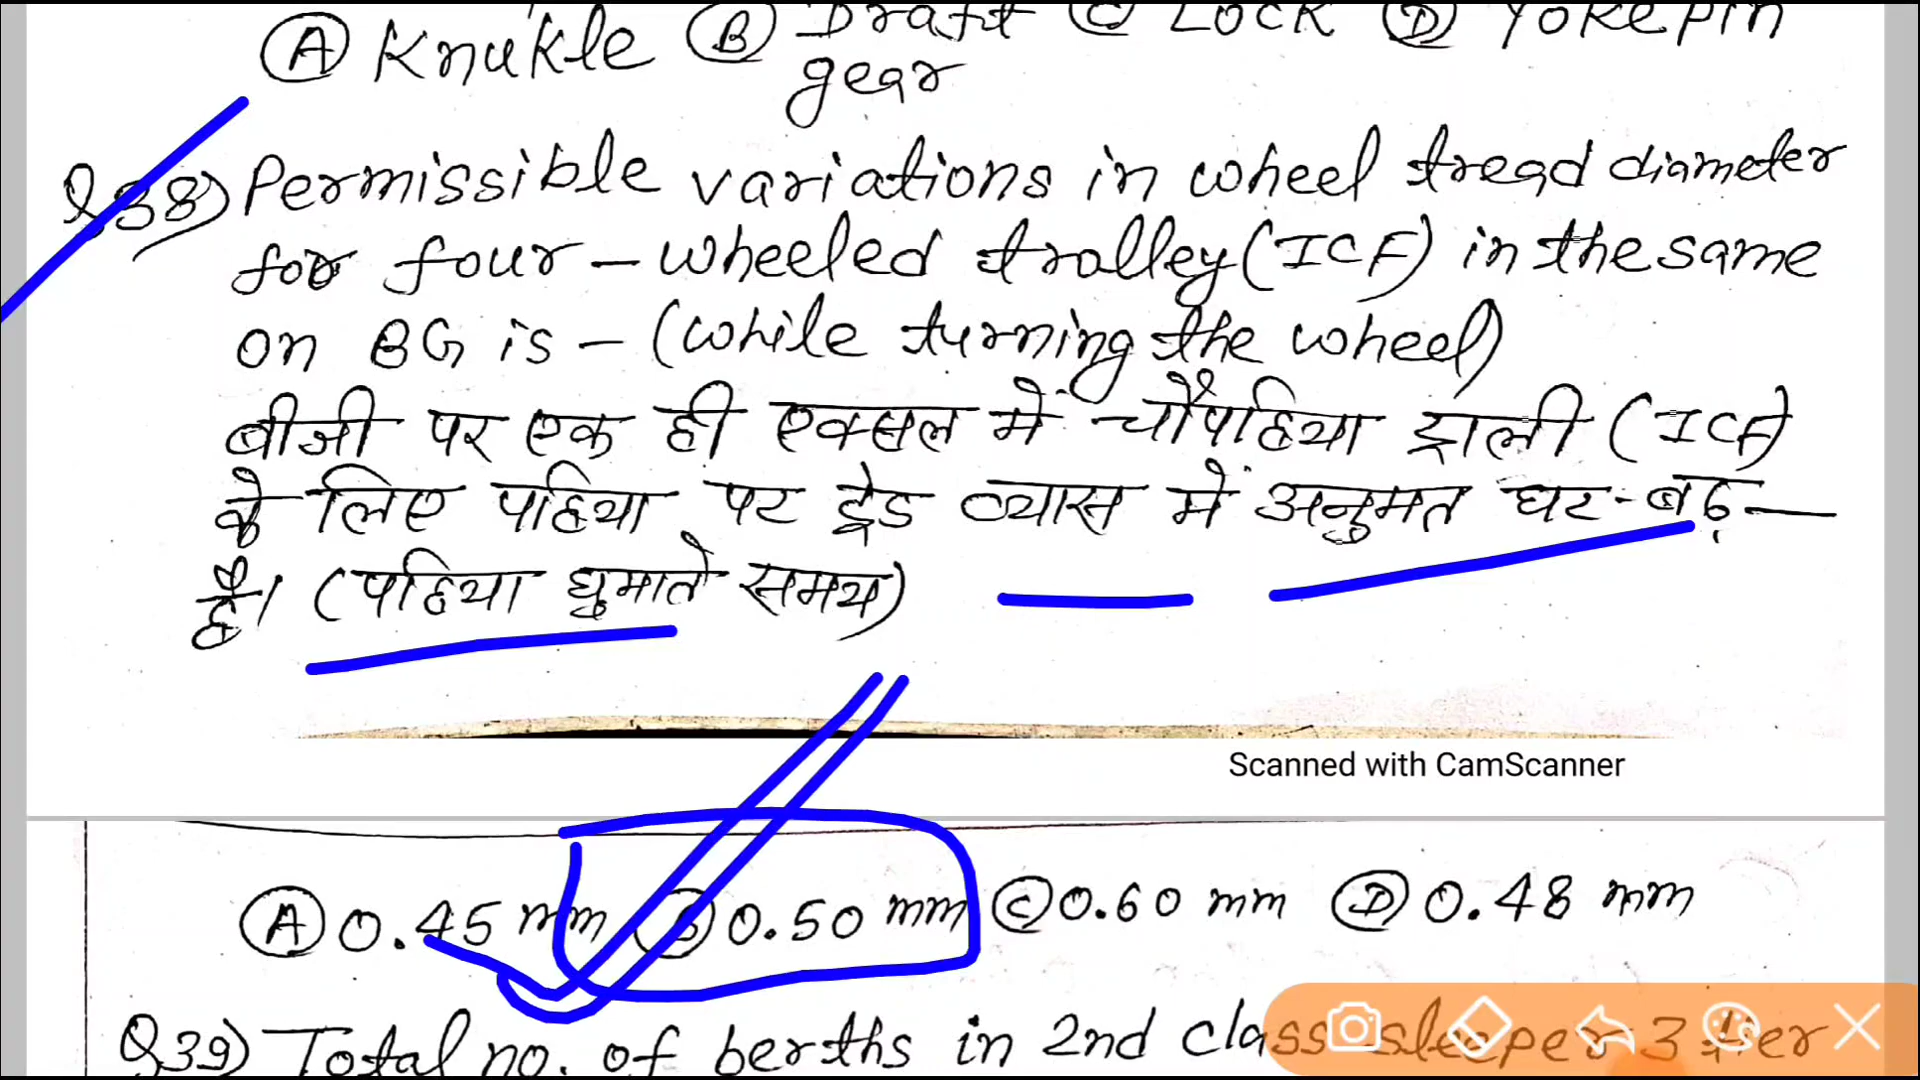 Ⓐ Knukle Ⓑ Draft Ⓒ Lock Ⓓ Yoke pin
gear
Q38) Permissible variations in wheel tread diameter
for four-wheeled trolley (ICF) in the same
on BG is - (while turning the wheel)
बीजी पर एक ही एक्सल में चौपहिया ट्राली (ICF)
के लिए पहिया पर ट्रेड व्यास में अनुमत घट-बढ़ —
है। (पहिया घुमाते समय)
Scanned with CamScanner
Ⓐ 0.45 mm Ⓑ 0.50 mm Ⓒ 0.60 mm Ⓓ 0.48 mm
Q39) Total no. of berths in 2nd class sleeper 3 tier